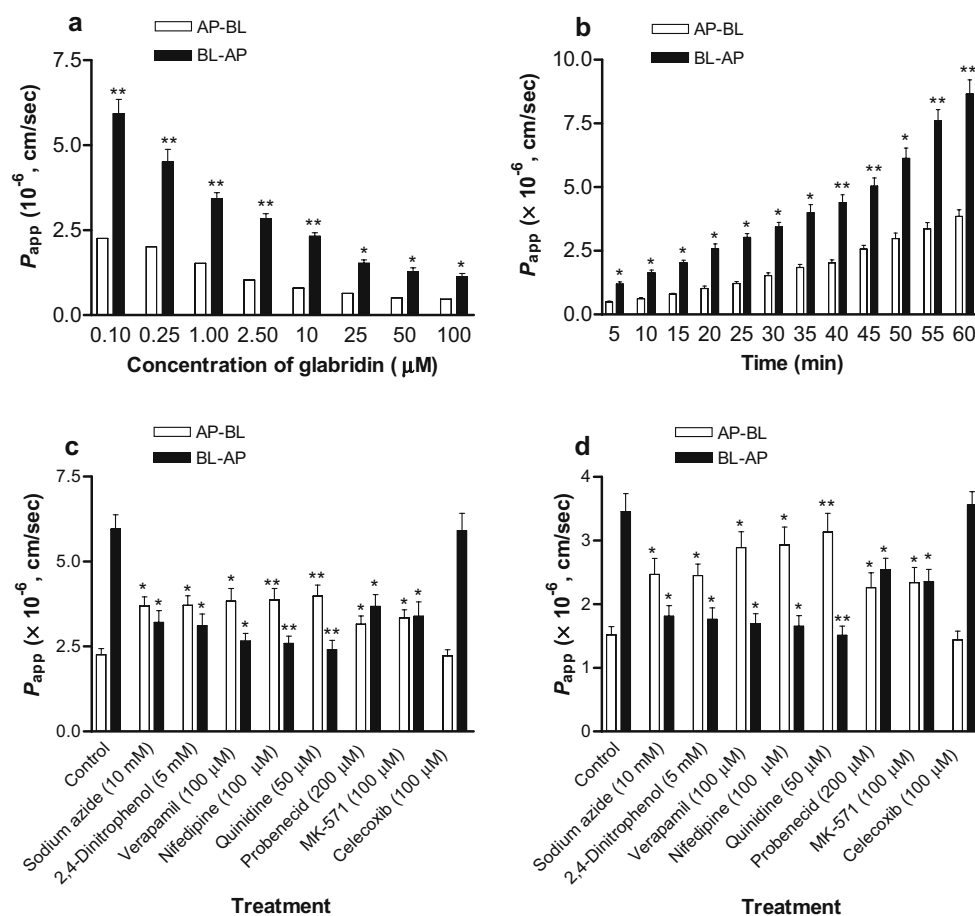 a
AP-BL
BL-AP
P_app (10^-6, cm/sec)
7.5
5.0
2.5
0.0
** ** ** ** ** * * *
0.10 0.25 1.00 2.50 10 25 50 100
Concentration of glabridin (μM)
b
AP-BL
BL-AP
P_app (× 10^-6, cm/sec)
10.0
7.5
5.0
2.5
0.0
* * * * * * * ** ** * ** **
5 10 15 20 25 30 35 40 45 50 55 60
Time (min)
c
AP-BL
BL-AP
P_app (× 10^-6, cm/sec)
7.5
5.0
2.5
0.0
* * * * * * ** ** ** ** * * * *
Control
Sodium azide (10 mM)
2,4-Dinitrophenol (5 mM)
Verapamil (100 μM)
Nifedipine (100 μM)
Quinidine (50 μM)
Probenecid (200 μM)
MK-571 (100 μM)
Celecoxib (100 μM)
Treatment
d
AP-BL
BL-AP
P_app (× 10^-6, cm/sec)
4
3
2
1
0
* * * * * * * * ** ** * * * *
Control
Sodium azide (10 mM)
2,4-Dinitrophenol (5 mM)
Verapamil (100 μM)
Nifedipine (100 μM)
Quinidine (50 μM)
Probenecid (200 μM)
MK-571 (100 μM)
Celecoxib (100 μM)
Treatment